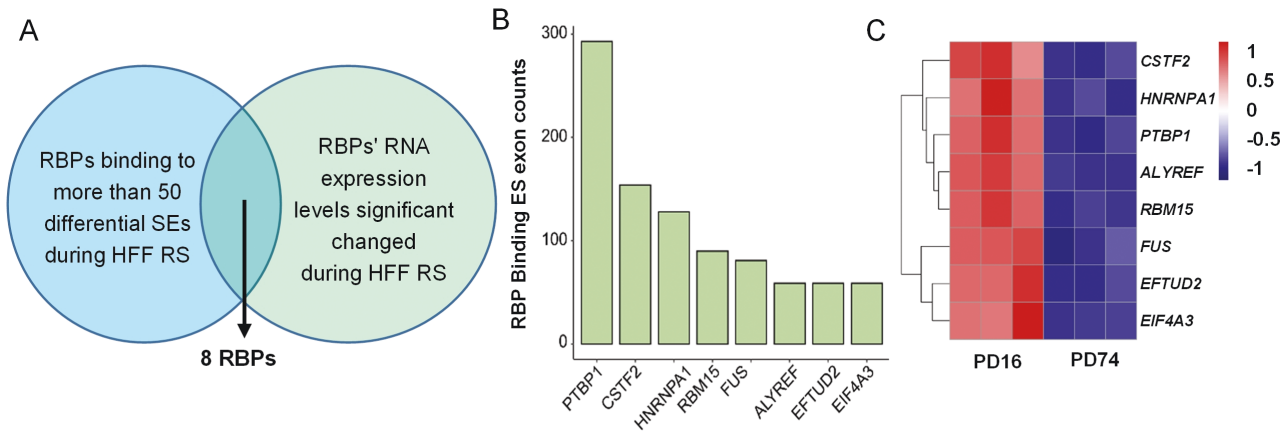 A
RBPs binding to
more than 50
differential SEs
during HFF RS
RBPs' RNA
expression
levels significant
changed
during HFF RS
8 RBPs
B
RBP Binding ES exon counts
300
200
100
0
PTBP1
CSTF2
HNRNPA1
RBM15
FUS
ALYREF
EFTUD2
EIF4A3
C
CSTF2
HNRNPA1
PTBP1
ALYREF
RBM15
FUS
EFTUD2
EIF4A3
PD16
PD74
1
0.5
0
-0.5
-1